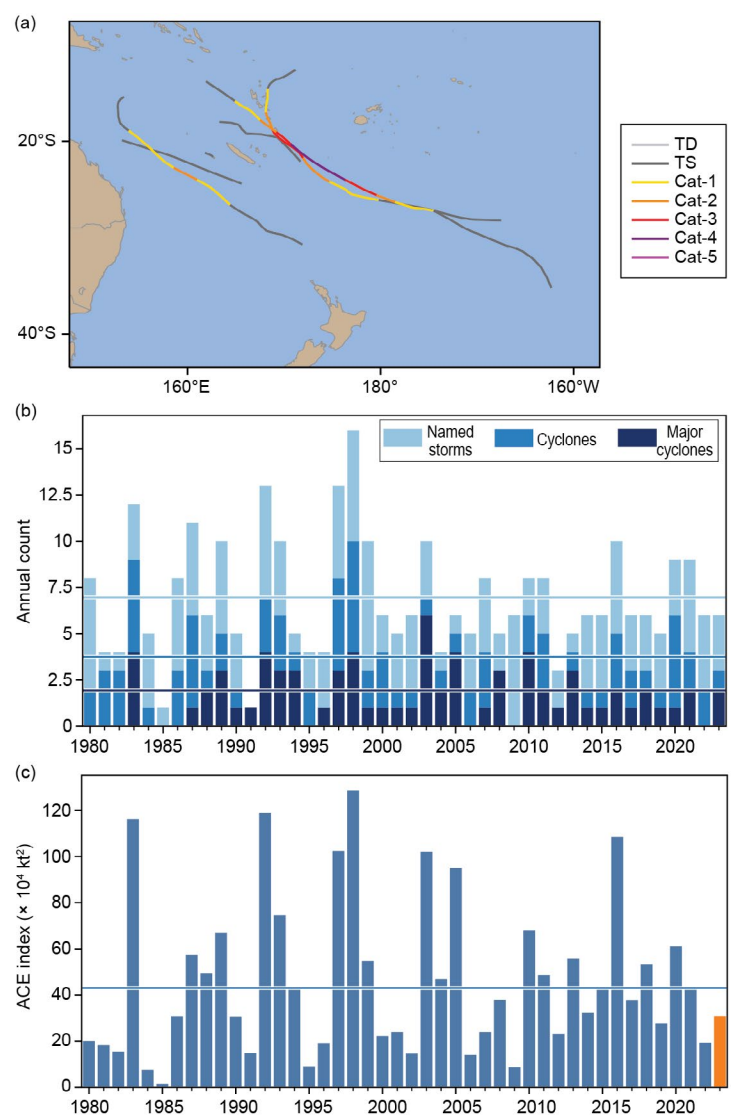 (a)
20°S
40°S
160°E
180°
160°W
TD
TS
Cat-1
Cat-2
Cat-3
Cat-4
Cat-5
(b)
Annual count
15
12.5
10
7.5
5
2.5
0
Named
storms
Cyclones
Major
cyclones
1980
1985
1990
1995
2000
2005
2010
2015
2020
(c)
ACE index (× 10⁴ kt²)
120
100
80
60
40
20
0
1980
1985
1990
1995
2000
2005
2010
2015
2020